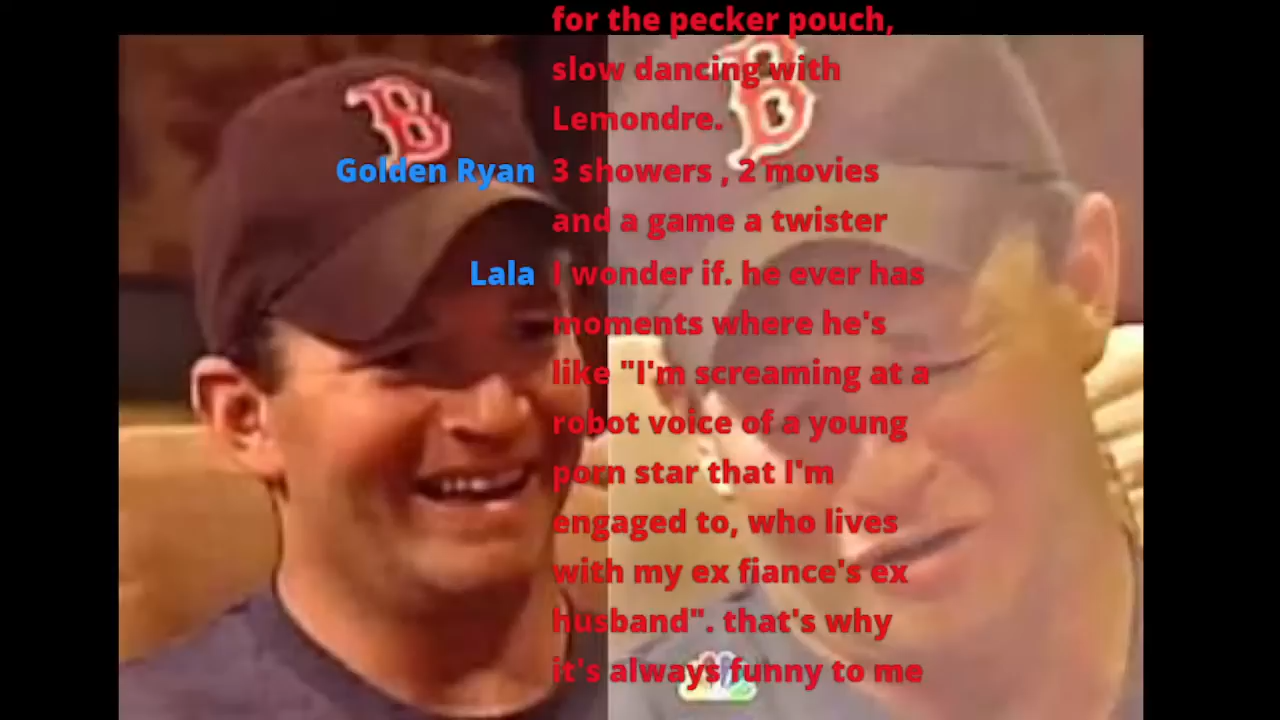 for the pecker pouch,
slow dancing with
Lemondre.
Golden Ryan 3 showers , 2 movies
and a game a twister
Lala I wonder if. he ever has
moments where he's
like "I'm screaming at a
robot voice of a young
porn star that I'm
engaged to, who lives
with my ex fiance's ex
husband". that's why
it's always funny to me
B
B